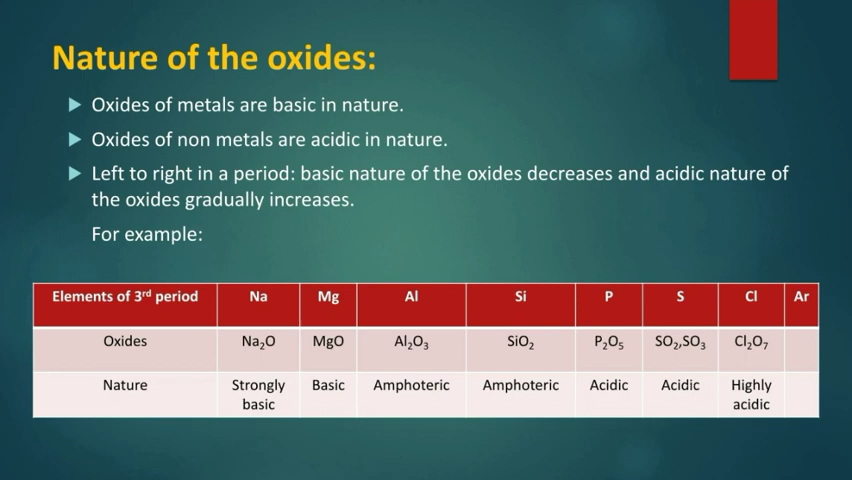 Nature of the oxides:
Oxides of metals are basic in nature.
Oxides of non metals are acidic in nature.
Left to right in a period: basic nature of the oxides decreases and acidic nature of
the oxides gradually increases.
For example:
Elements of 3rd period Na Mg Al Si P S Cl Ar
Oxides Na₂O MgO Al₂O₃ SiO₂ P₂O₅ SO₂,SO₃ Cl₂O₇
Nature Strongly basic Basic Amphoteric Amphoteric Acidic Acidic Highly acidic